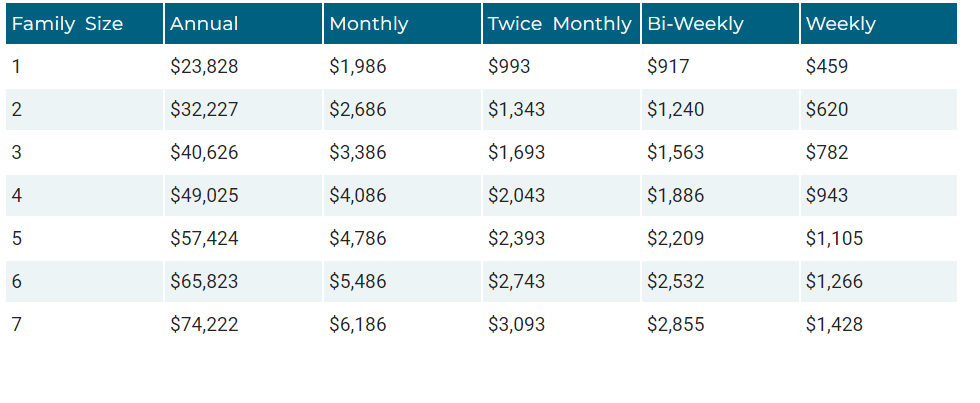 Family Size Annual Monthly Twice Monthly Bi-Weekly Weekly
1 $23,828 $1,986 $993 $917 $459
2 $32,227 $2,686 $1,343 $1,240 $620
3 $40,626 $3,386 $1,693 $1,563 $782
4 $49,025 $4,086 $2,043 $1,886 $943
5 $57,424 $4,786 $2,393 $2,209 $1,105
6 $65,823 $5,486 $2,743 $2,532 $1,266
7 $74,222 $6,186 $3,093 $2,855 $1,428